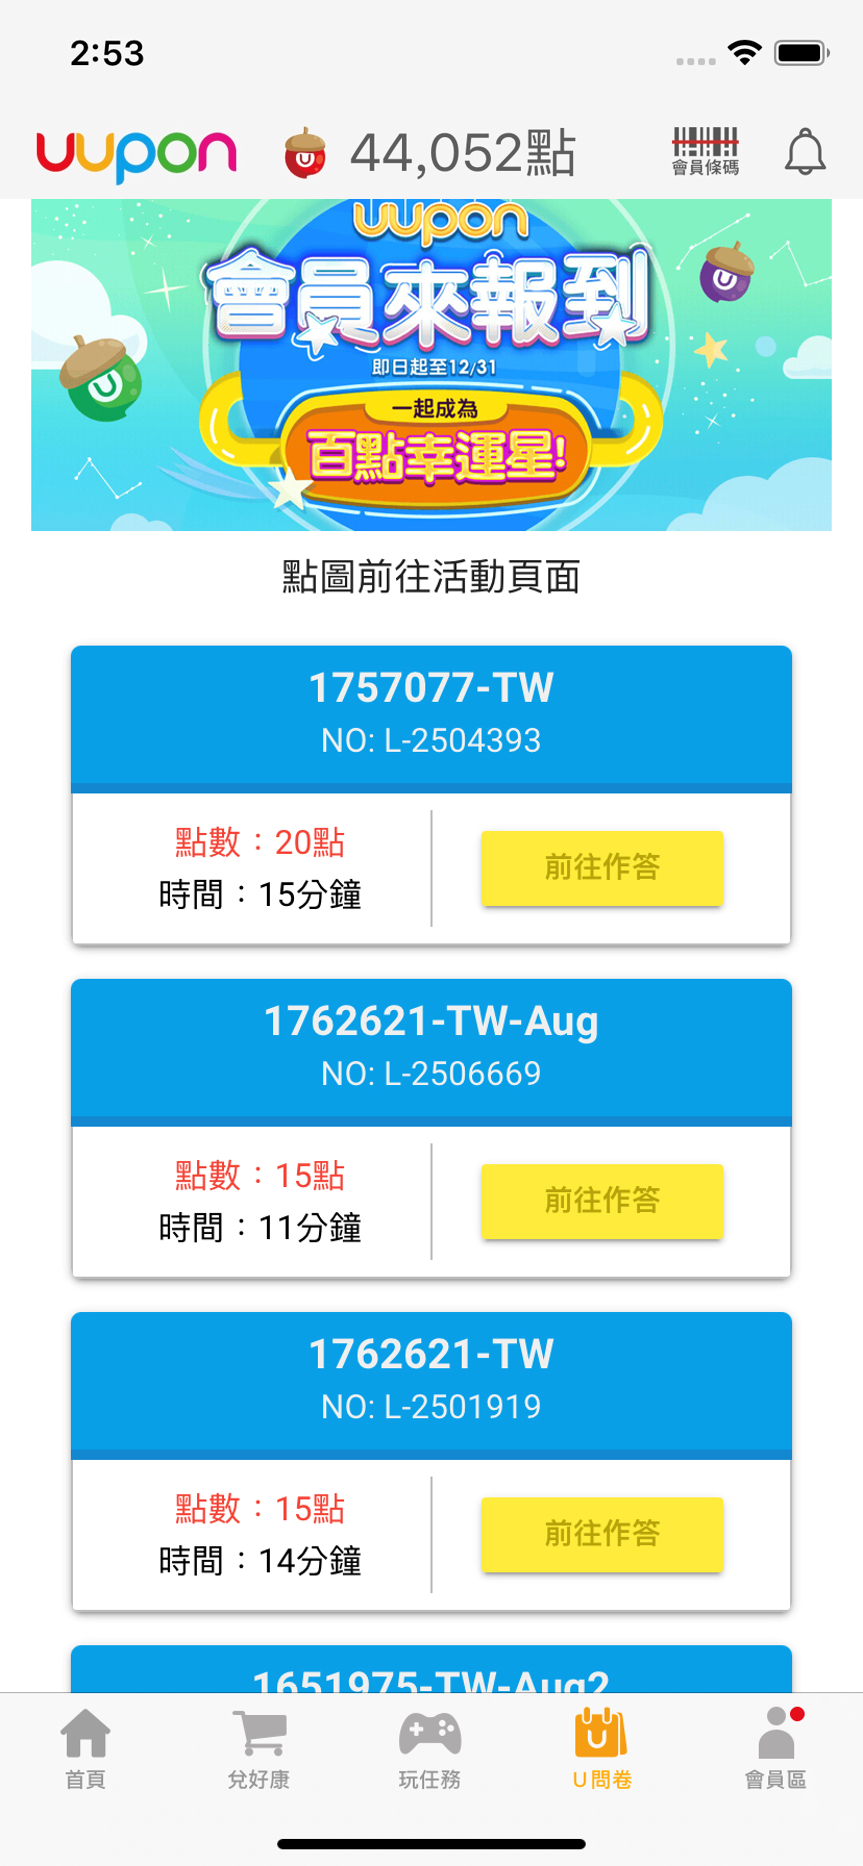 2:53
uupon
44,052點
會員條碼
uupon
會員來報到
即日起至12/31
一起成為
百點幸運星!
點圖前往活動頁面
1757077-TW
NO: L-2504393
點數：20點
時間：15分鐘
前往作答
1762621-TW-Aug
NO: L-2506669
點數：15點
時間：11分鐘
前往作答
1762621-TW
NO: L-2501919
點數：15點
時間：14分鐘
前往作答
1651975-TW-Aug2
首頁
兌好康
玩任務
U問卷
會員區